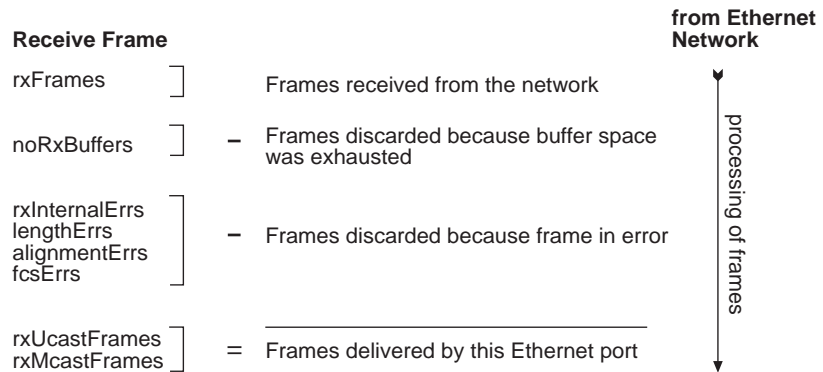 from Ethernet
Network
Receive Frame
rxFrames
Frames received from the network
noRxBuffers
– Frames discarded because buffer space
was exhausted
rxInternalErrs
lengthErrs
alignmentErrs
fcsErrs
– Frames discarded because frame in error
rxUcastFrames
rxMcastFrames
= Frames delivered by this Ethernet port
processing of frames